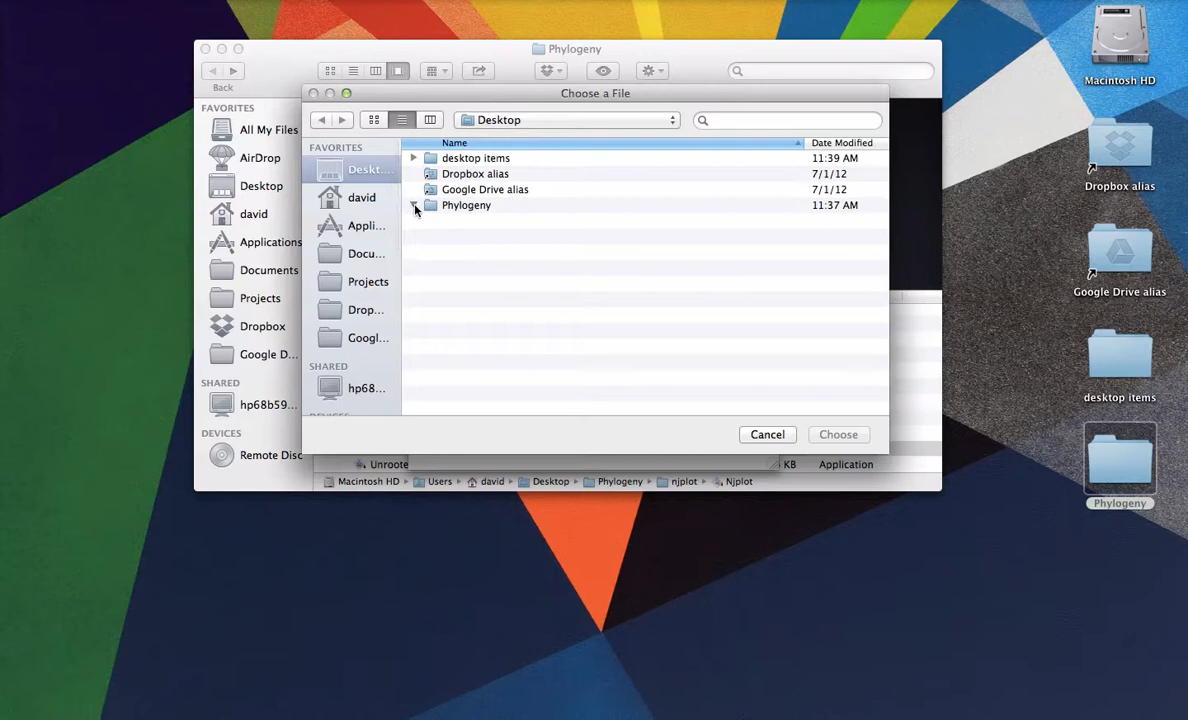 Phylogeny
Back
FAVORITES
All My Files
AirDrop
Desktop
david
Applications
Documents
Projects
Dropbox
Google D...
SHARED
hp68b59...
DEVICES
Remote Disc
Choose a File
Desktop
FAVORITES
Deskt...
david
Appli...
Docu...
Projects
Drop...
Googl...
SHARED
hp68...
Name Date Modified
desktop items 11:39 AM
Dropbox alias 7/1/12
Google Drive alias 7/1/12
Phylogeny 11:37 AM
Cancel Choose
Unroote KB Application
Macintosh HD Users david Desktop Phylogeny njplot Njplot
Macintosh HD
Dropbox alias
Google Drive alias
desktop items
Phylogeny